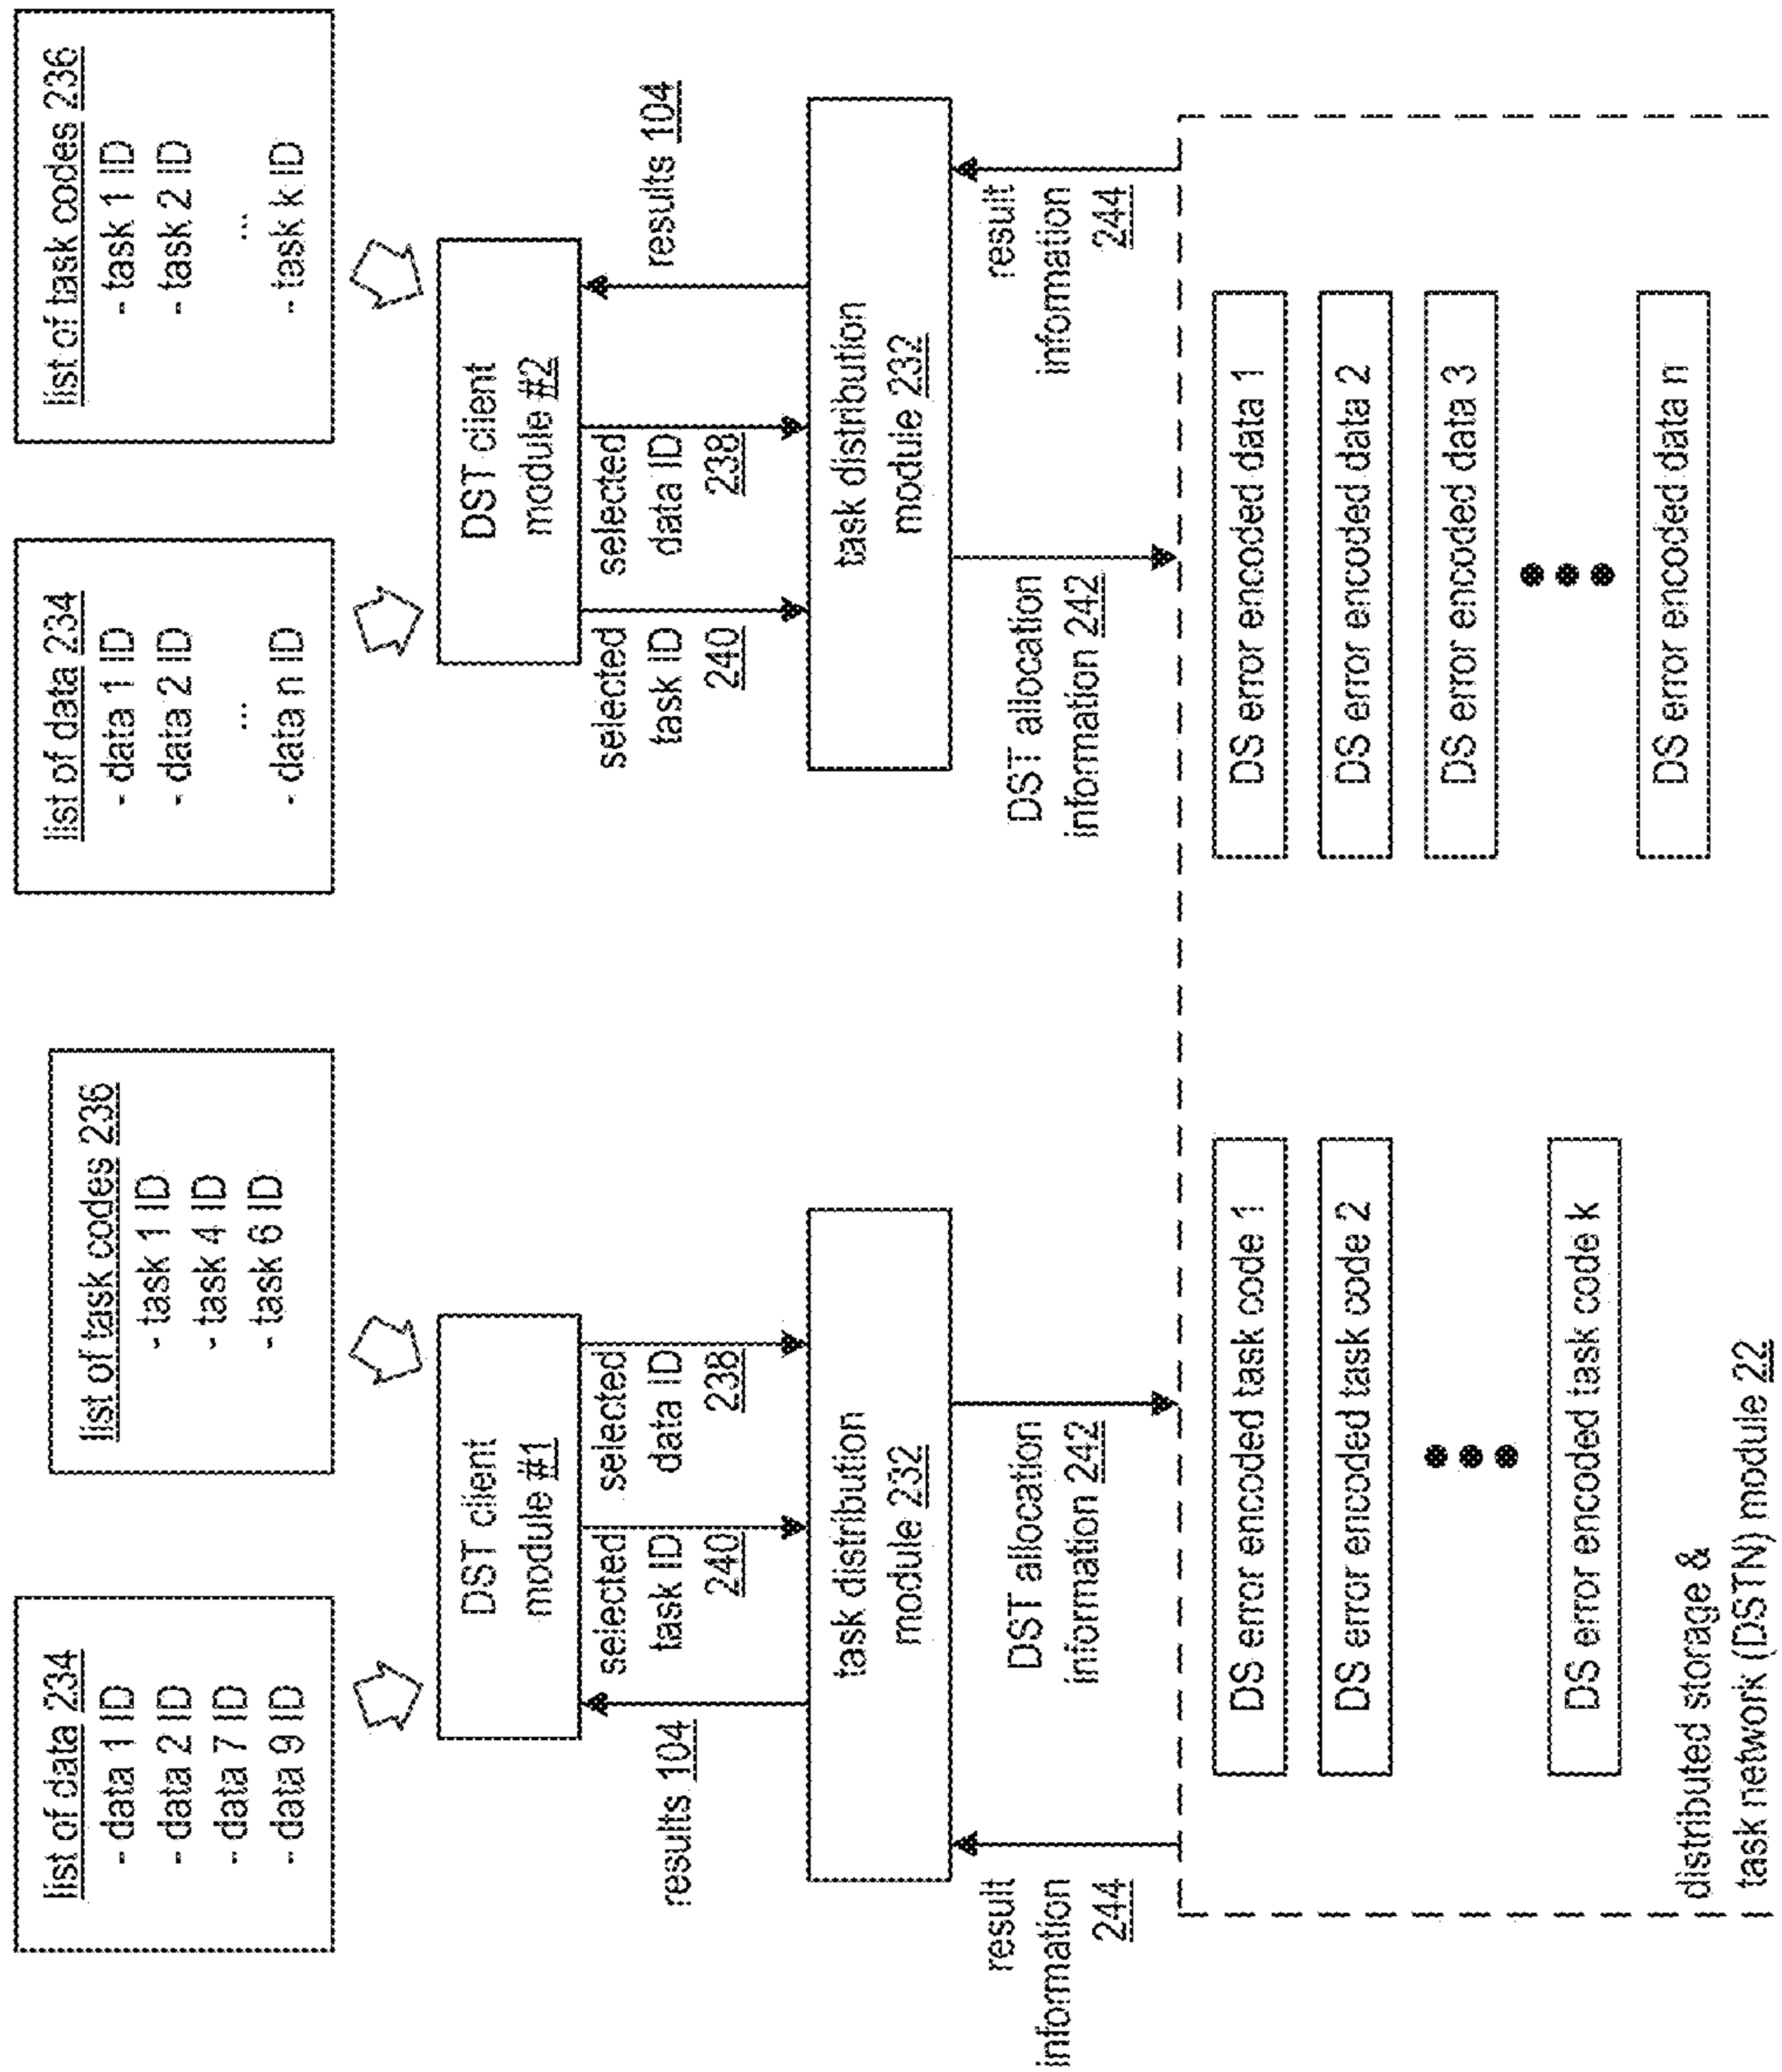 list of data 234
- data 1 ID
- data 2 ID
- data 7 ID
- data 9 ID
list of task codes 236
- task 1 ID
- task 4 ID
- task 6 ID
list of data 234
- data 1 ID
- data 2 ID
...
- data n ID
list of task codes 236
- task 1 ID
- task 2 ID
...
- task k ID
DST client
module #1
DST client
module #2
results 104
selected
task ID
240
selected
data ID
238
selected
task ID
240
selected
data ID
238
results 104
task distribution
module 232
task distribution
module 232
result
information
244
DST allocation
information 242
DST allocation
information 242
result
information
244
DS error encoded task code 1
DS error encoded task code 2
DS error encoded task code k
DS error encoded data 1
DS error encoded data 2
DS error encoded data 3
DS error encoded data n
distributed storage &
task network (DSTN) module 22